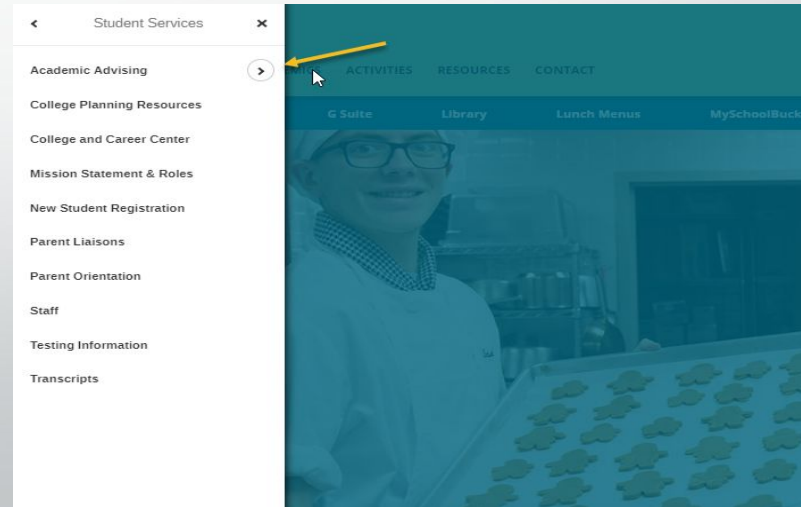 Student Services
Academic Advising
College Planning Resources
College and Career Center
Mission Statement & Roles
New Student Registration
Parent Liaisons
Parent Orientation
Staff
Testing Information
Transcripts
ACTIVITIES RESOURCES CONTACT
G Suite Library Lunch Menus MySchoolBuck